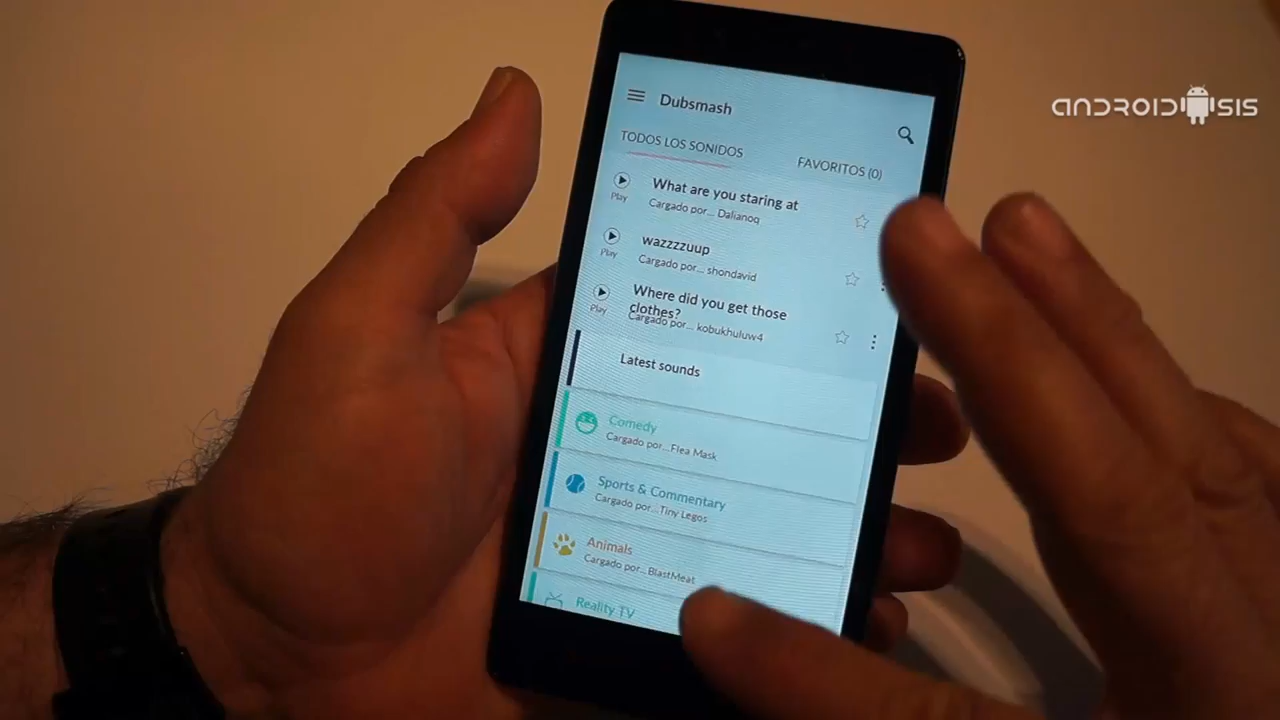 ANDROIDSIS
Dubsmash
TODOS LOS SONIDOS
FAVORITOS (0)
What are you staring at
Cargado por... Dalianoq
Play
wazzzzuup
Cargado por... shondavid
Play
Where did you get those
clothes?
Cargado por... kobukhuluw4
Play
Latest sounds
Comedy
Cargado por...Flea Mask
Sports & Commentary
Cargado por...Tiny Legos
Animals
Cargado por...BlastMeat
Reality TV